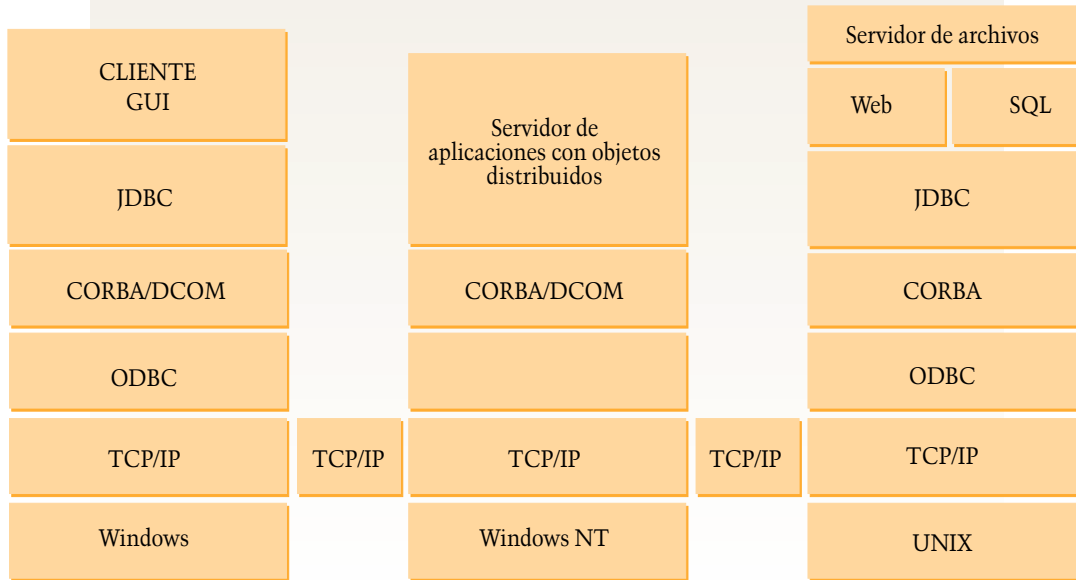 CLIENTE
GUI
JDBC
CORBA/DCOM
ODBC
TCP/IP
Windows
TCP/IP
Servidor de
aplicaciones con objetos
distribuidos
CORBA/DCOM
TCP/IP
Windows NT
TCP/IP
Servidor de archivos
Web
SQL
JDBC
CORBA
ODBC
TCP/IP
UNIX